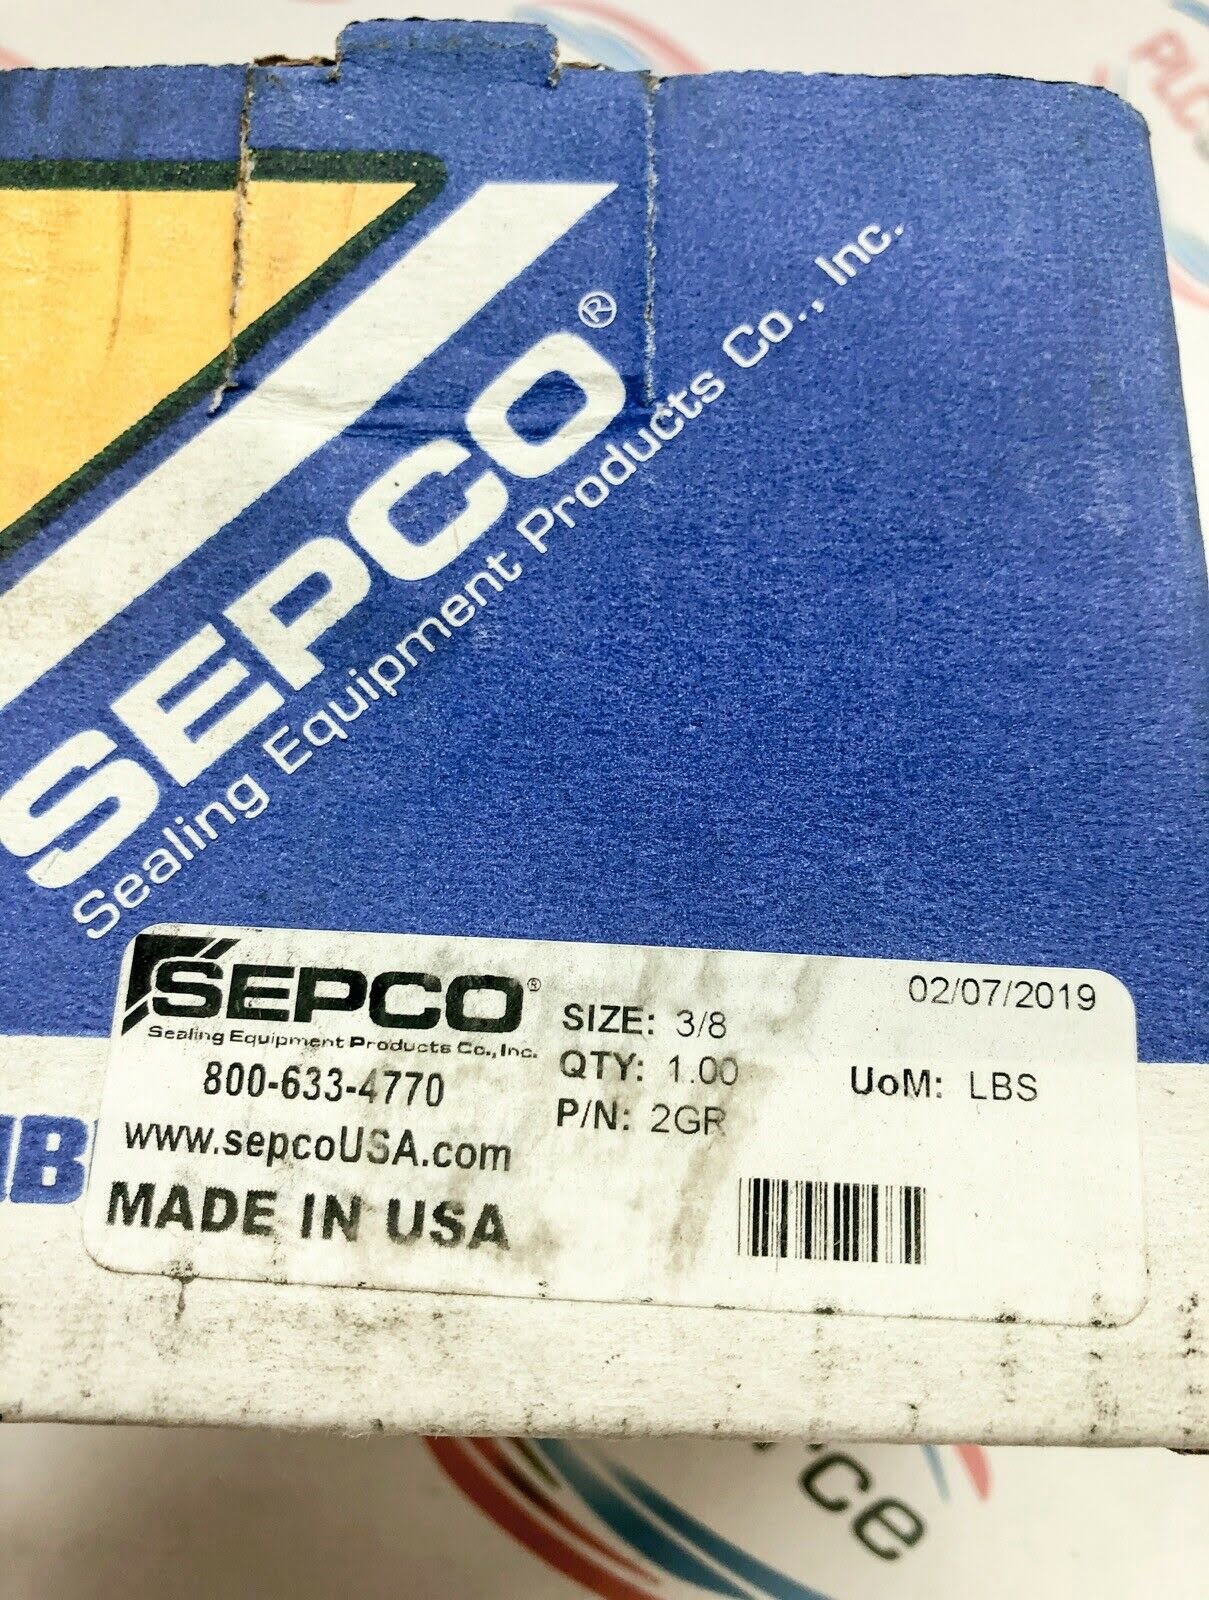 SEPCO®
Sealing Equipment Products Co., Inc.
SEPCO®
Sealing Equipment Products Co., Inc.
800-633-4770
www.sepcoUSA.com
MADE IN USA
02/07/2019
SIZE: 3/8
QTY: 1.00 UoM: LBS
P/N: 2GR
PLC